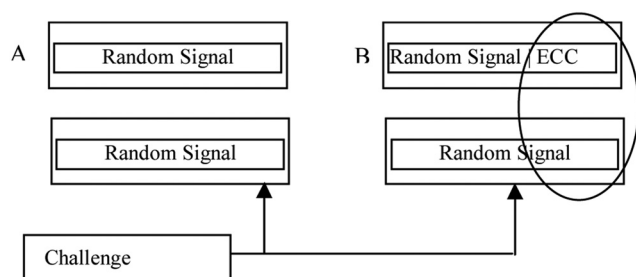 A
Random Signal
B
Random Signal | ECC
Random Signal
Random Signal
Challenge